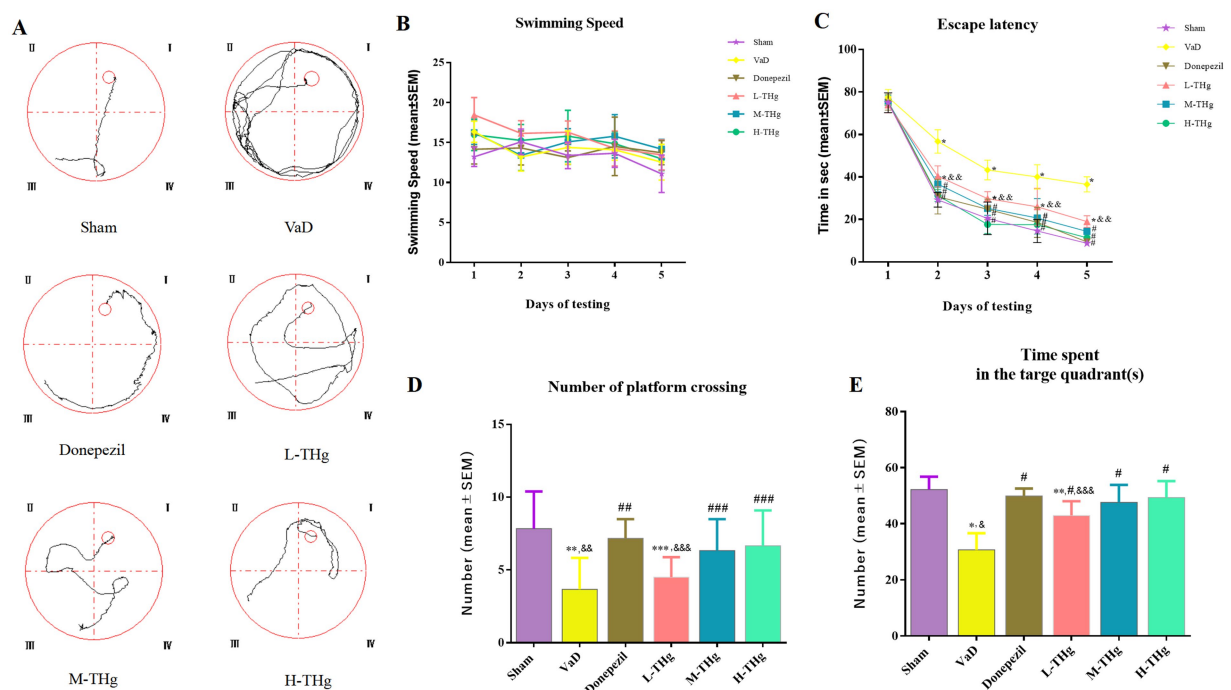 A
II
I
III
IV
Sham
II
I
III
IV
VaD
II
I
III
IV
Donepezil
II
I
III
IV
L-THg
II
I
III
IV
M-THg
II
I
III
IV
H-THg
B
Swimming Speed
Swimming Speed (mean±SEM)
25
20
15
10
5
0
1 2 3 4 5
Days of testing
Sham
VaD
Donepezil
L-THg
M-THg
H-THg
C
Escape latency
Time in sec (mean±SEM)
100
80
60
40
20
0
1 2 3 4 5
Days of testing
* * * *
*&& *&& *&& *&&
# # # #
# # # #
# # # #
Sham
VaD
Donepezil
L-THg
M-THg
H-THg
D
Number of platform crossing
Number (mean ± SEM)
15
10
5
0
**,&&
##
***,&&&
###
###
Sham VaD Donepezil L-THg M-THg H-THg
E
Time spent
in the targe quadrant(s)
Number (mean ± SEM)
80
60
40
20
0
*,&
#
**,#,&&&
#
#
Sham VaD Donepezil L-THg M-THg H-THg